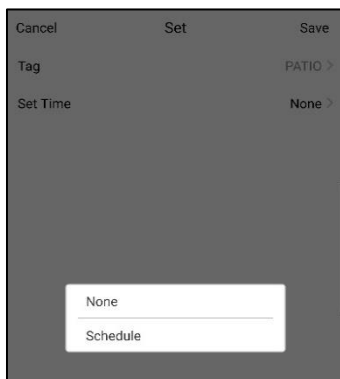 Cancel Set Save
Tag PATIO >
Set Time None >
None
Schedule